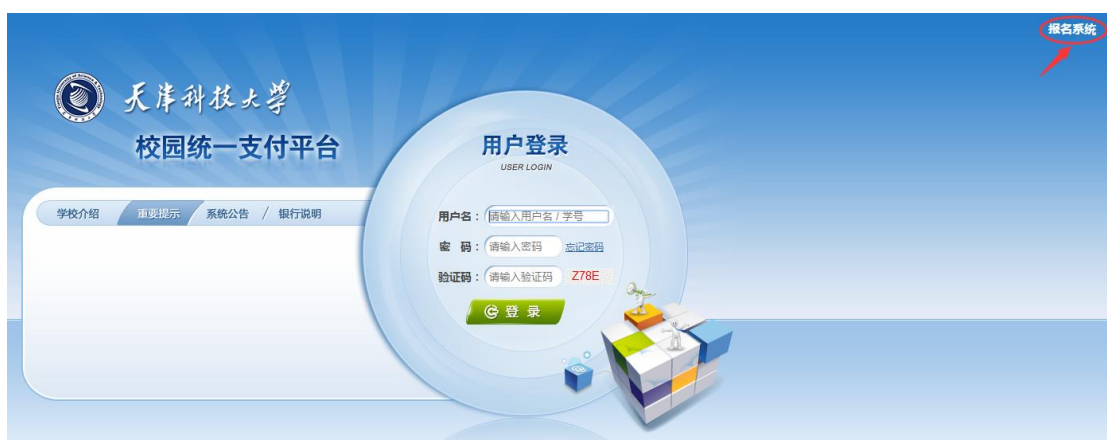 报名系统
天津科技大学
校园统一支付平台
用户登录
USER LOGIN
学校介绍 重要提示 系统公告 / 银行说明
用户名： 请输入用户名 / 学号
密 码： 请输入密码 忘记密码
验证码： 请输入验证码 Z78E
登 录